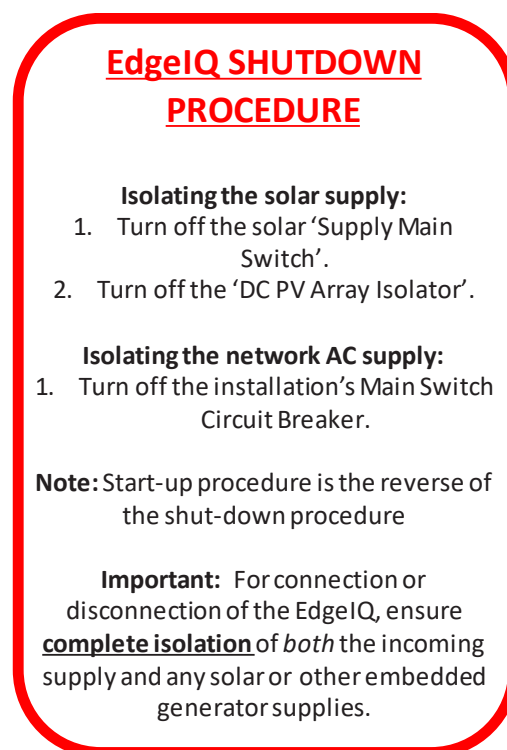 EdgeIQ SHUTDOWN
PROCEDURE
Isolating the solar supply:
1. Turn off the solar ‘Supply Main
Switch’.
2. Turn off the ‘DC PV Array Isolator’.
Isolating the network AC supply:
1. Turn off the installation’s Main Switch
Circuit Breaker.
Note: Start-up procedure is the reverse of
the shut-down procedure
Important: For connection or
disconnection of the EdgeIQ, ensure
complete isolation of both the incoming
supply and any solar or other embedded
generator supplies.